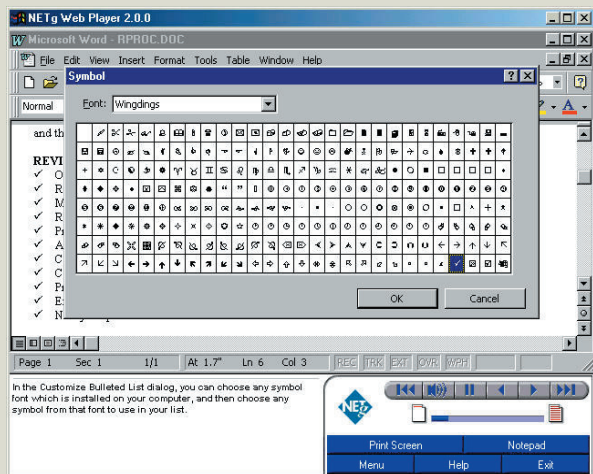 NETg Web Player 2.0.0
Microsoft Word - RPROC.DOC
File Edit View Insert Format Tools Table Window Help
Symbol
Normal
Font: Wingdings
and th
REVI
O
R
M
R
Pr
A
C
C
Pr
E
N
OK Cancel
Page 1 Sec 1 1/1 At 1.7" Ln 6 Col 3 REC TRK EXT OVR WPH
In the Customize Bulleted List dialog, you can choose any symbol
font which is installed on your computer, and then choose any
symbol from that font to use in your list.
NETg
Print Screen Notepad
Menu Help Exit